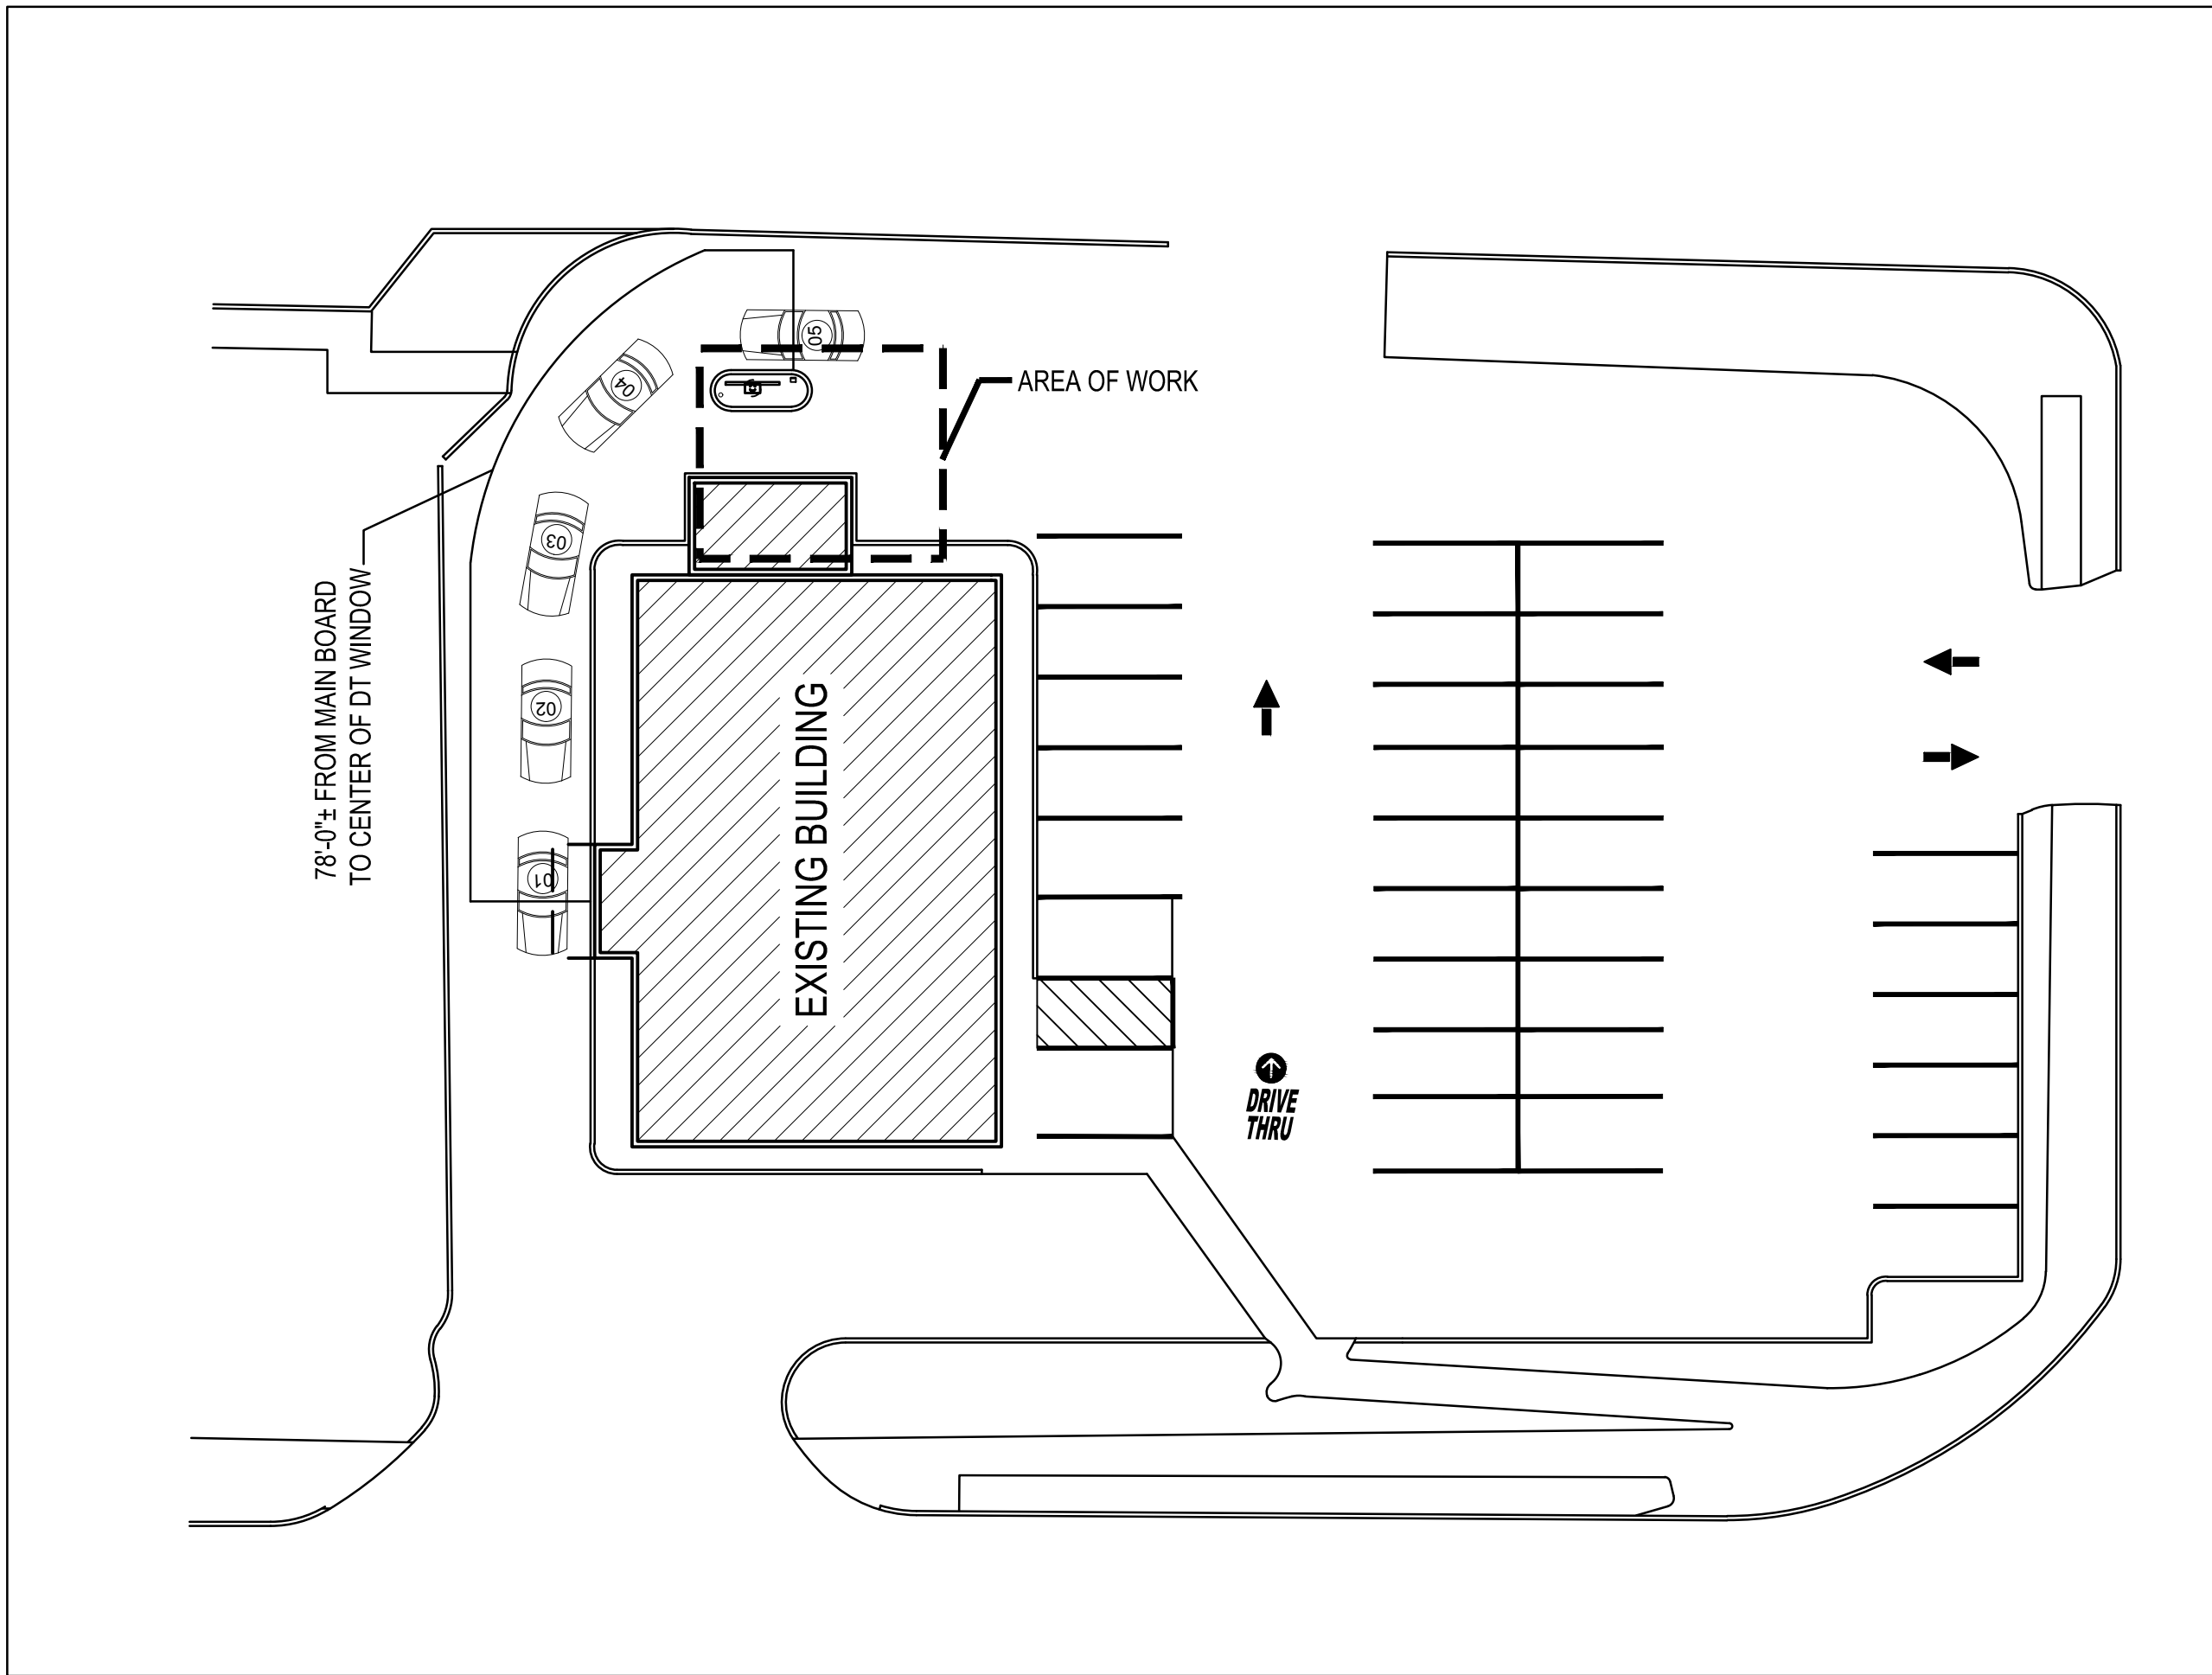 05
04
AREA OF WORK
03
78'-0"± FROM MAIN BOARD
TO CENTER OF DT WINDOW
02
EXISTING BUILDING
01
DRIVE
THRU